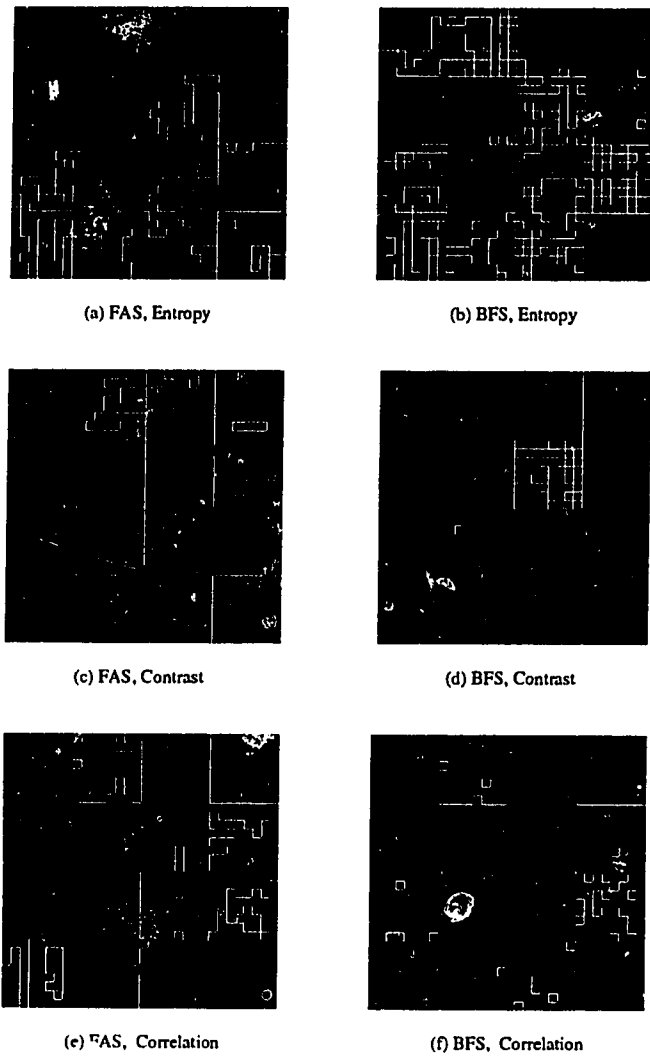 (a) FAS, Entropy
(b) BFS, Entropy
(c) FAS, Contrast
(d) BFS, Contrast
(e) FAS, Correlation
(f) BFS, Correlation